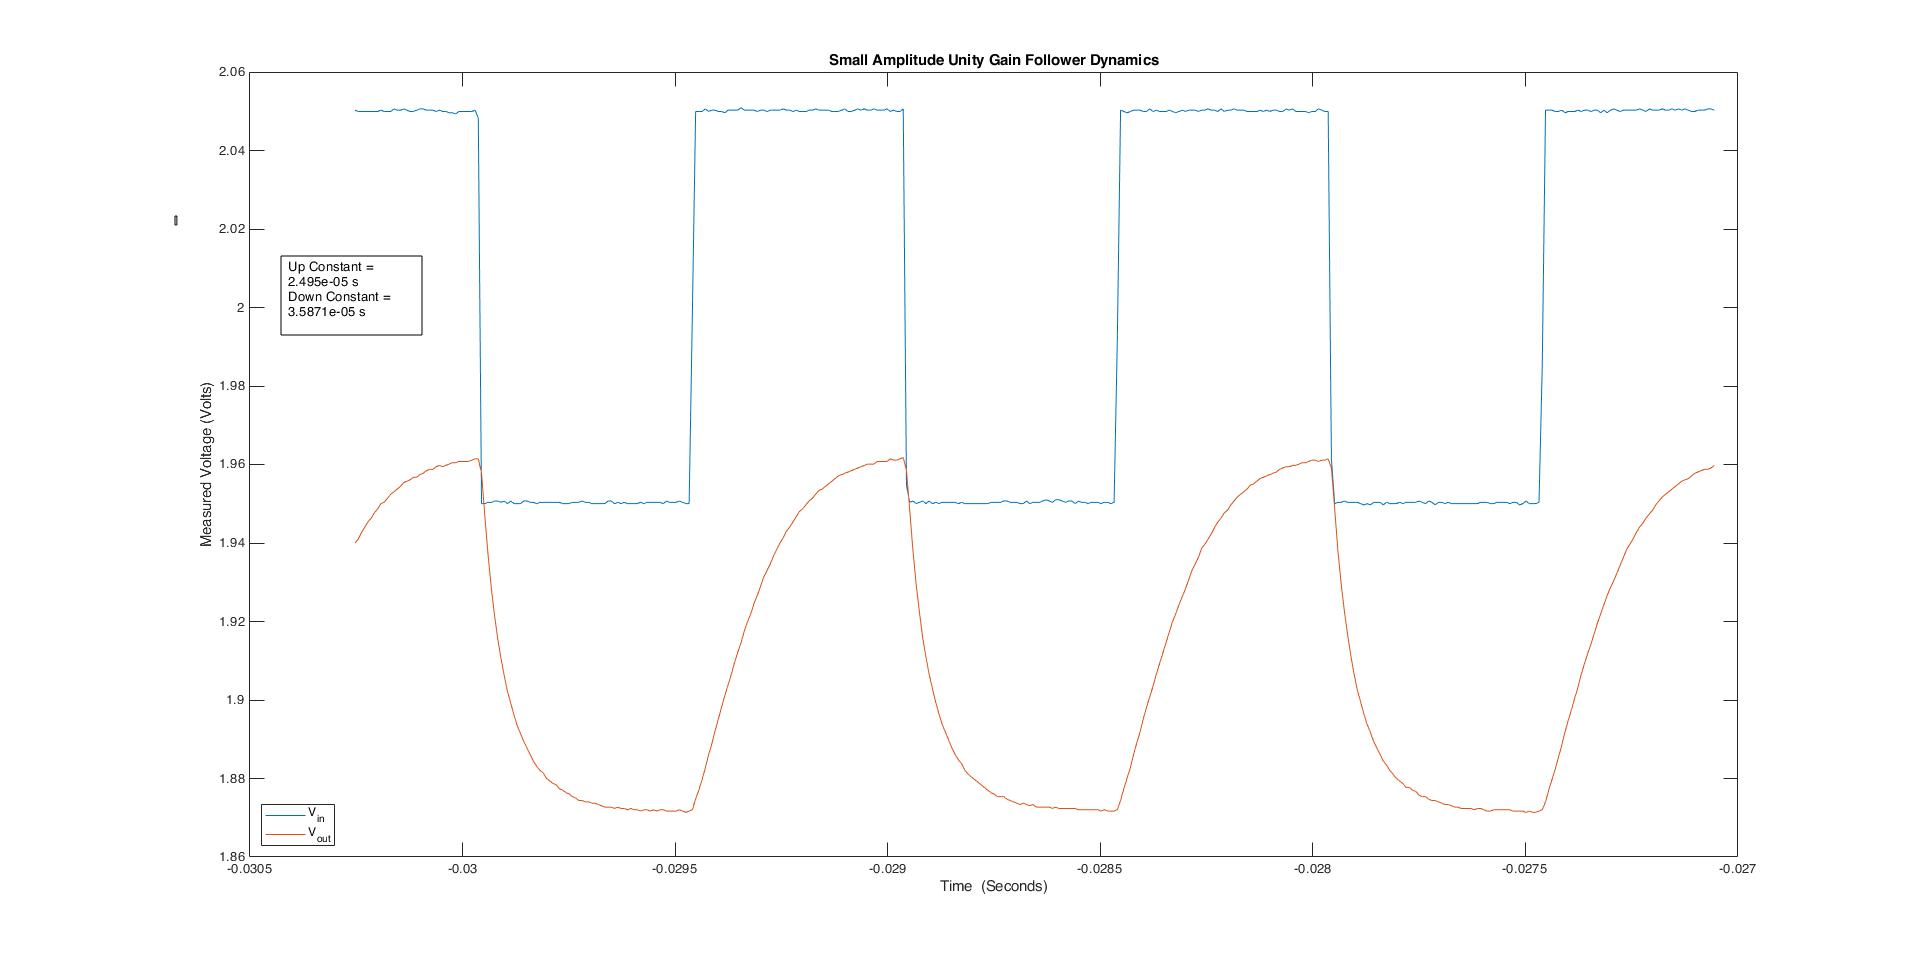 Small Amplitude Unity Gain Follower Dynamics
2.06
2.04
2.02
2
1.98
1.96
1.94
1.92
1.9
1.88
1.86
Measured Voltage (Volts)
Up Constant =
2.495e-05 s
Down Constant =
3.5871e-05 s
V_in
V_out
-0.0305 -0.03 -0.0295 -0.029 -0.0285 -0.028 -0.0275 -0.027
Time (Seconds)